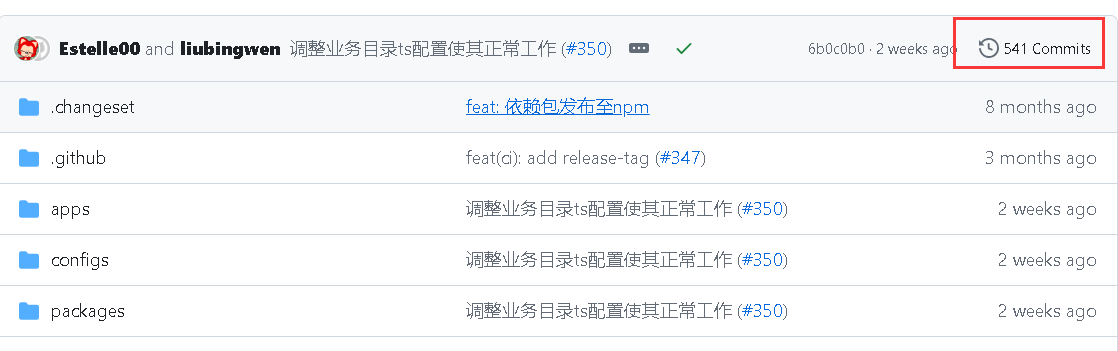 Estelle00 and liubingwen 调整业务目录ts配置使其正常工作 (#350) 6b0c0b0 · 2 weeks ago 541 Commits
.changeset feat: 依赖包发布至npm 8 months ago
.github feat(ci): add release-tag (#347) 3 months ago
apps 调整业务目录ts配置使其正常工作 (#350) 2 weeks ago
configs 调整业务目录ts配置使其正常工作 (#350) 2 weeks ago
packages 调整业务目录ts配置使其正常工作 (#350) 2 weeks ago